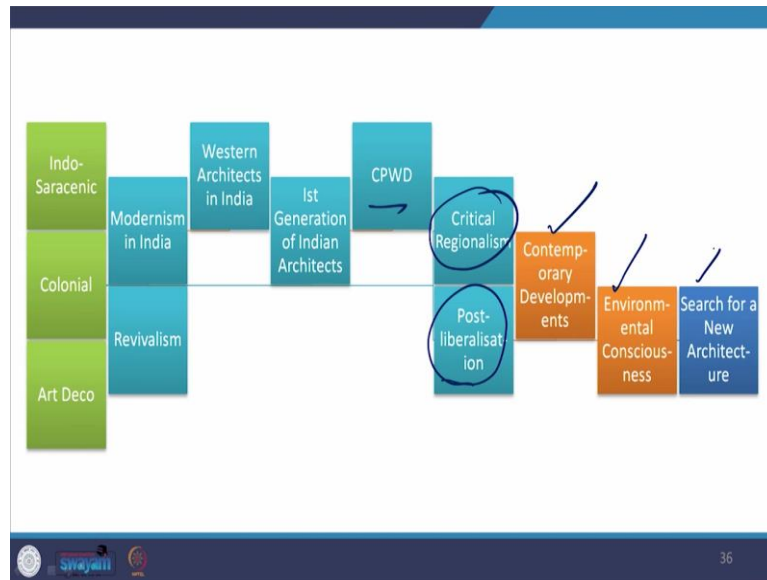 Indo-
Saracenic
Colonial
Art Deco
Modernism
in India
Revivalism
Western
Architects
in India
Ist
Generation
of Indian
Architects
CPWD
Critical
Regionalism
Post-
liberalisat-
ion
Contemp-
orary
Developm-
ents
Environm-
ental
Conscious-
ness
Search for a
New
Architect-
ure
swayam
36